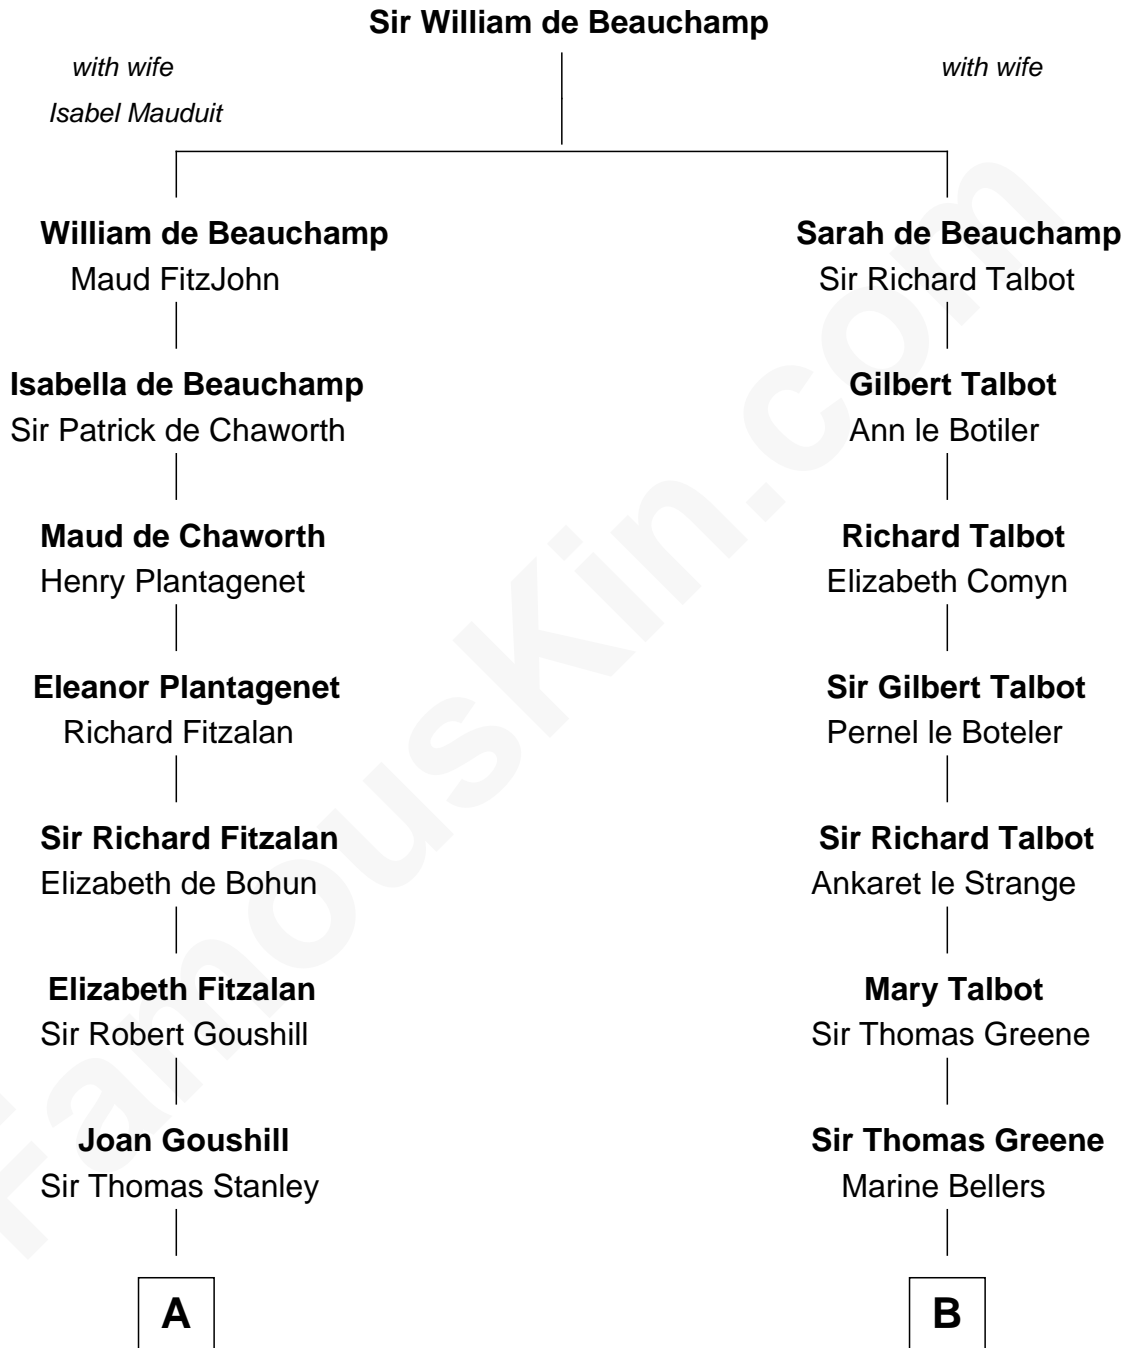 Sir William de Beauchamp
with wife
Isabel Mauduit
with wife
William de Beauchamp
Maud FitzJohn
Sarah de Beauchamp
Sir Richard Talbot
Isabella de Beauchamp
Sir Patrick de Chaworth
Gilbert Talbot
Ann le Botiler
Maud de Chaworth
Henry Plantagenet
Richard Talbot
Elizabeth Comyn
Eleanor Plantagenet
Richard Fitzalan
Sir Gilbert Talbot
Pernel le Boteler
Sir Richard Fitzalan
Elizabeth de Bohun
Sir Richard Talbot
Ankaret le Strange
Elizabeth Fitzalan
Sir Robert Goushill
Mary Talbot
Sir Thomas Greene
Joan Goushill
Sir Thomas Stanley
Sir Thomas Greene
Marine Bellers
A
B
FamousKin.com